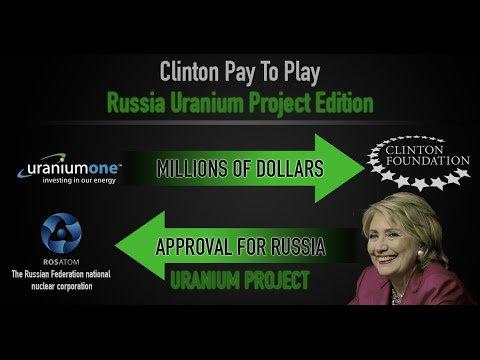 Clinton Pay To Play
Russia Uranium Project Edition
uraniumone™
investing in our energy
MILLIONS OF DOLLARS
CLINTON
FOUNDATION
ROSATOM
The Russian Federation national
nuclear corporation
APPROVAL FOR RUSSIA
URANIUM PROJECT